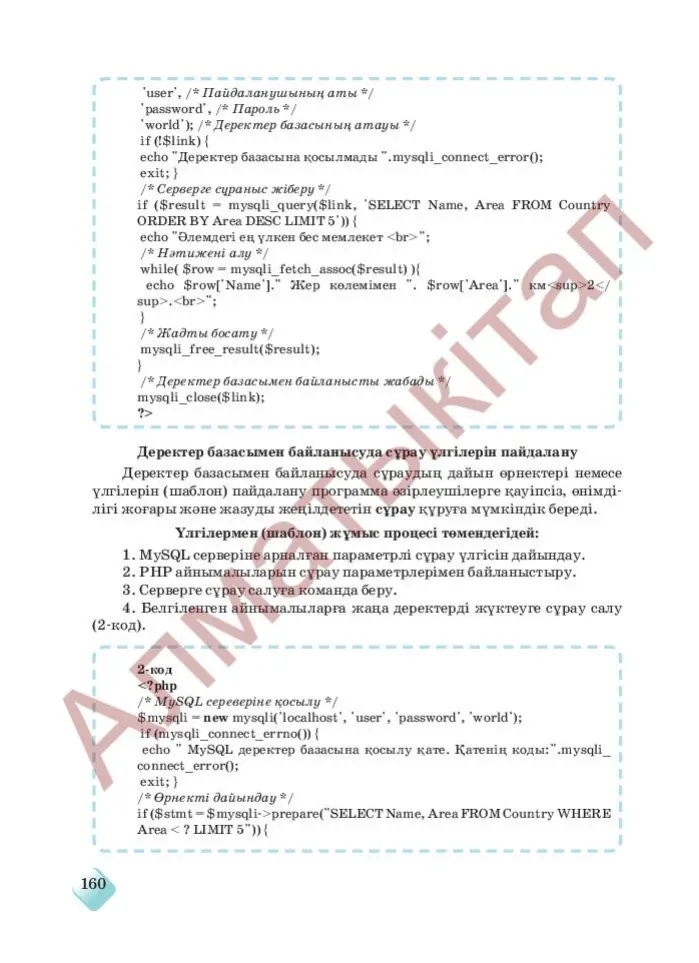 'user', /* Пайдаланушының аты */
'password', /* Пароль */
'world'); /* Деректер базасының атауы */
if (!$link) {
echo "Деректер базасына қосылмады ".mysqli_connect_error();
exit; }
/* Серверге сұраныс жіберу */
if ($result = mysqli_query($link, 'SELECT Name, Area FROM Country
ORDER BY Area DESC LIMIT 5')) {
echo "Әлемдегі ең үлкен бес мемлекет <br>";
/* Нәтижені алу */
while( $row = mysqli_fetch_assoc($result) ){
echo $row['Name']." Жер көлемімен ". $row['Area']." км<sup>2</
sup>.<br>";
}
/* Жадты босату */
mysqli_free_result($result);
}
/* Деректер базасымен байланысты жабады */
mysqli_close($link);
?>
Деректер базасымен байланысуда сұрау үлгілерін пайдалану
Деректер базасымен байланысуда сұраудың дайын өрнектері немесе
үлгілерін (шаблон) пайдалану программа әзірлеушілерге қауіпсіз, өнімді-
лігі жоғары және жазуды жеңілдететін сұрау құруға мүмкіндік береді.
Үлгілермен (шаблон) жұмыс процесі төмендегідей:
1. MySQL серверіне арналған параметрлі сұрау үлгісін дайындау.
2. PHP айнымалыларын сұрау параметрлерімен байланыстыру.
3. Серверге сұрау салуға команда беру.
4. Белгіленген айнымалыларға жаңа деректерді жүктеуге сұрау салу
(2-код).
2-код
<?php
/* MySQL сереверіне қосылу */
$mysqli = new mysqli('localhost', 'user', 'password', 'world');
if (mysqli_connect_errno()) {
echo " MySQL деректер базасына қосылу қате. Қатенің коды:".mysqli_
connect_error();
exit; }
/* Өрнекті дайындау */
if ($stmt = $mysqli->prepare("SELECT Name, Area FROM Country WHERE
Area < ? LIMIT 5")) {
160
Алматыкітап